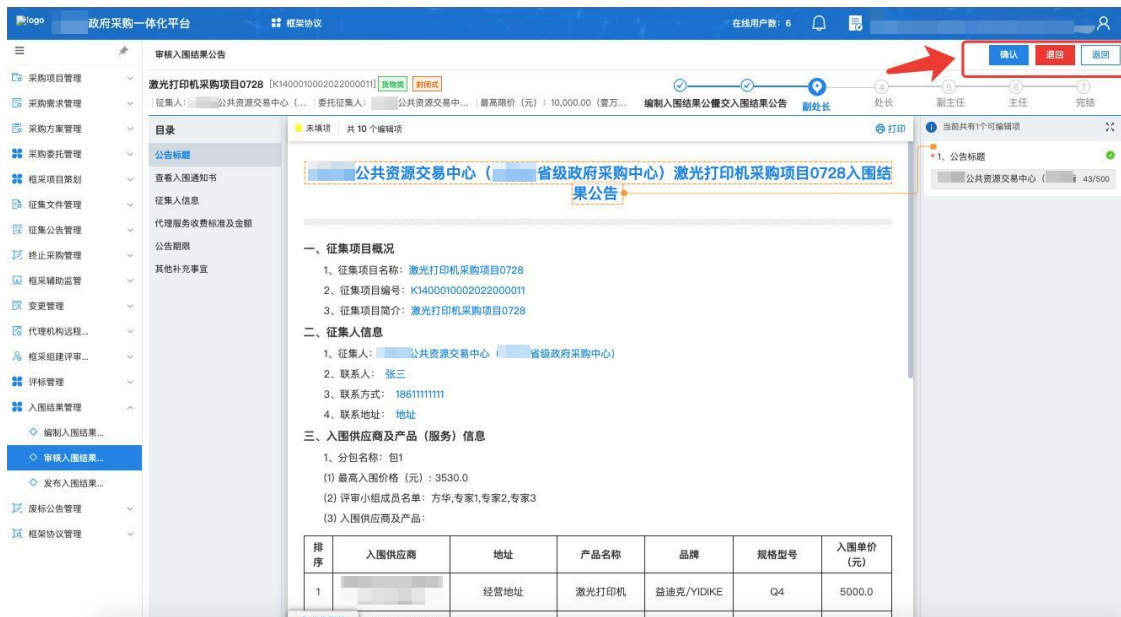 logo 政府采购一体化平台 框架协议 在线用户数：6
审核入围结果公告 确认 退回 返回
激光打印机采购项目0728 [K1400010002022000011] 货物类 封闭式
征集人： 公共资源交易中心（... 委托征集人： 公共资源交易中... 最高限价（元）：10,000.00（壹万...
编制入围结果公 提交入围结果公告 副处长 4 处长 5 副主任 6 主任 7 完结
采购项目管理
采购需求管理
采购方案管理
采购委托管理
框采项目策划
征集文件管理
征集公告管理
终止采购管理
框采辅助监管
变更管理
代理机构远程...
框采组建评审...
评标管理
入围结果管理
编制入围结果...
审核入围结果...
发布入围结果...
废标公告管理
框架协议管理
目录
公告标题
查看入围通知书
征集人信息
代理服务收费标准及金额
公告期限
其他补充事宜
未填项 共 10 个编辑项 打印
公共资源交易中心（ 省级政府采购中心）激光打印机采购项目0728入围结
果公告
一、征集项目概况
1、征集项目名称：激光打印机采购项目0728
2、征集项目编号：K1400010002022000011
3、征集项目简介：激光打印机采购项目0728
二、征集人信息
1、征集人： 公共资源交易中心（ 省级政府采购中心）
2、联系人： 张三
3、联系方式： 18611111111
4、联系地址： 地址
三、入围供应商及产品（服务）信息
1、分包名称：包1
(1) 最高入围价格（元）：3530.0
(2) 评审小组成员名单：方华,专家1,专家2,专家3
(3) 入围供应商及产品：
排序 入围供应商 地址 产品名称 品牌 规格型号 入围单价（元）
1 经营地址 激光打印机 益迪克/YIDIKE Q4 5000.0
当前共有1个可编辑项
* 1、公告标题
公共资源交易中心（ 43/500